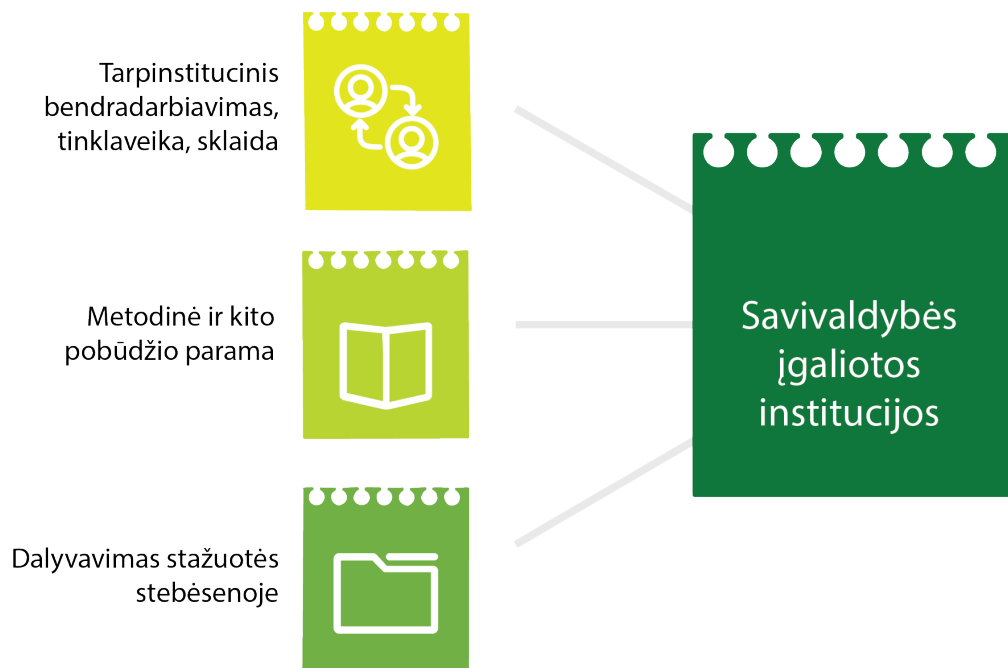 Tarpinstitucinis
bendradarbiavimas,
tinklaveika, sklaida
Metodinė ir kito
pobūdžio parama
Dalyvavimas stažuotės
stebėsenoje
Savivaldybės
įgaliotos
institucijos